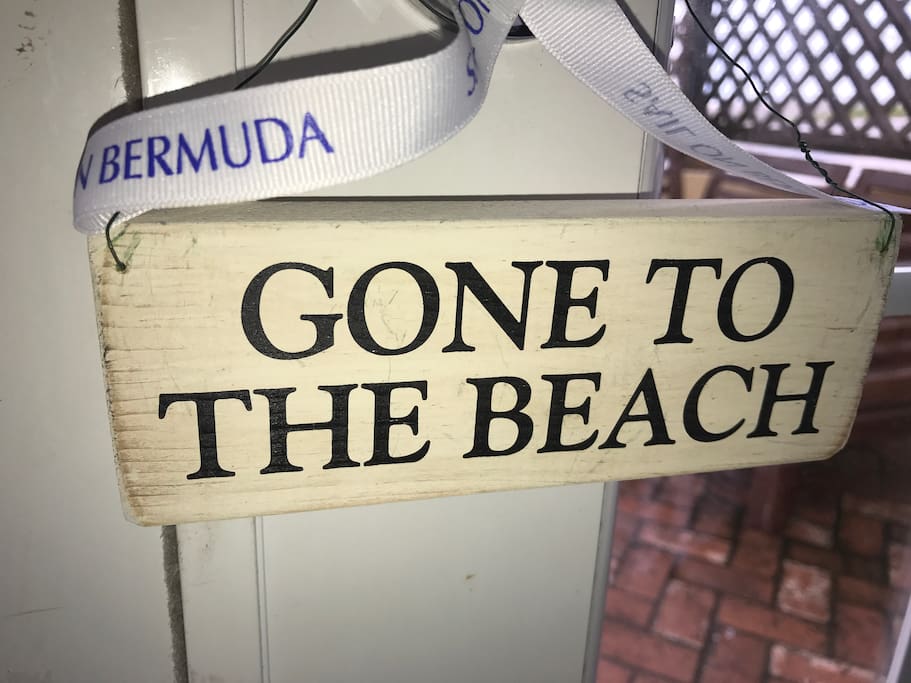 BERMUDA
GONE TO
THE BEACH